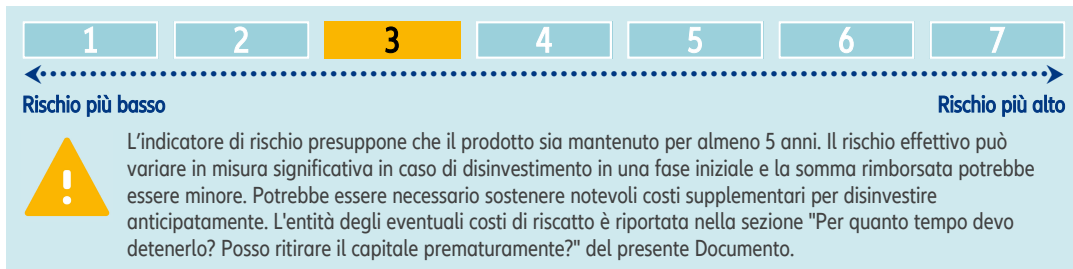 1 2 3 4 5 6 7
Rischio più basso Rischio più alto
L’indicatore di rischio presuppone che il prodotto sia mantenuto per almeno 5 anni. Il rischio effettivo può
variare in misura significativa in caso di disinvestimento in una fase iniziale e la somma rimborsata potrebbe
essere minore. Potrebbe essere necessario sostenere notevoli costi supplementari per disinvestire
anticipatamente. L'entità degli eventuali costi di riscatto è riportata nella sezione "Per quanto tempo devo
detenerlo? Posso ritirare il capitale prematuramente?" del presente Documento.